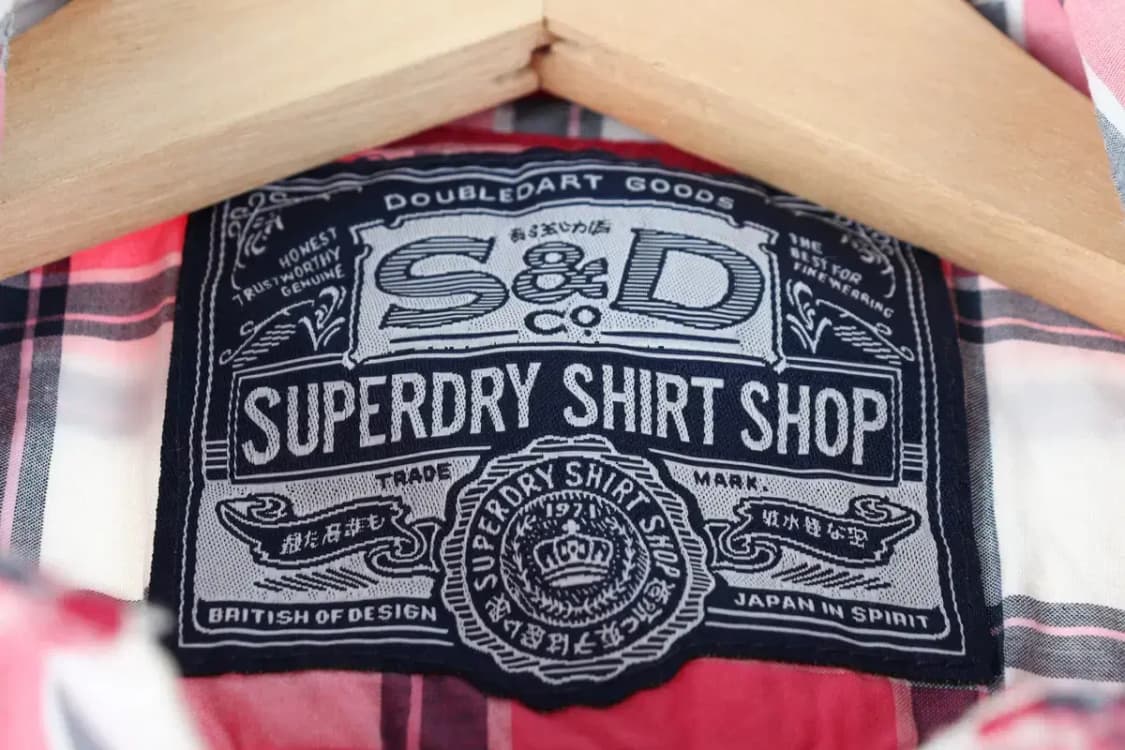 DOUBLEDART GOODS
HONEST
TRUSTWORTHY
GENUINE
S&D
CO
THE
BEST FOR
FINE WEARING
SUPERDRY SHIRT SHOP
TRADE MARK.
SUPERDRY SHIRT SHOP
1971
BRITISH OF DESIGN
JAPAN IN SPIRIT